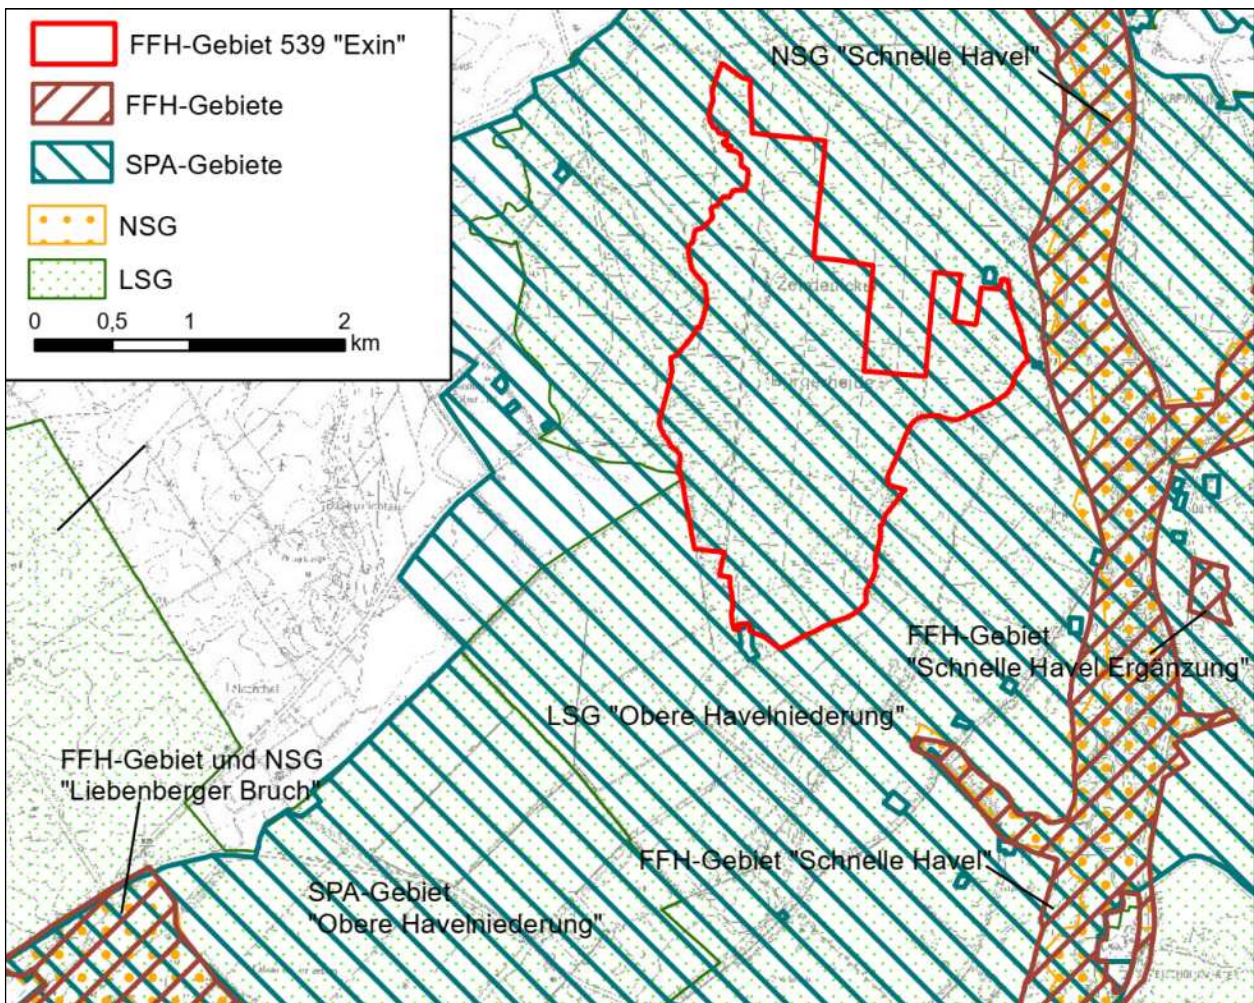 FFH-Gebiet 539 "Exin"
FFH-Gebiete
SPA-Gebiete
NSG
LSG
0 0,5 1 2
km
NSG "Schnelle Havel"
FFH-Gebiet
"Schnelle Havel Ergänzung"
LSG "Obere Havelniederung"
FFH-Gebiet und NSG
"Liebenberger Bruch"
FFH-Gebiet "Schnelle Havel"
SPA-Gebiet
"Obere Havelniederung"